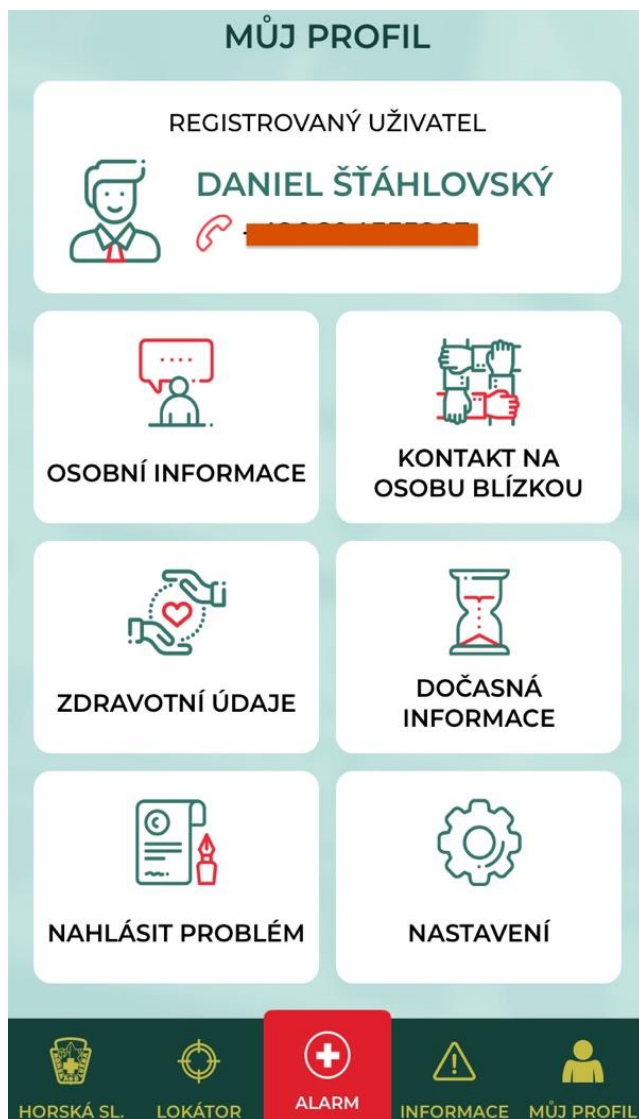 MŮJ PROFIL
REGISTROVANÝ UŽIVATEL
DANIEL ŠŤÁHLOVSKÝ
OSOBNÍ INFORMACE
KONTAKT NA
OSOBU BLÍZKOU
ZDRAVOTNÍ ÚDAJE
DOČASNÁ
INFORMACE
NAHLÁSIT PROBLÉM
NASTAVENÍ
HORSKÁ SL.
LOKÁTOR
ALARM
INFORMACE
MŮJ PROFIL